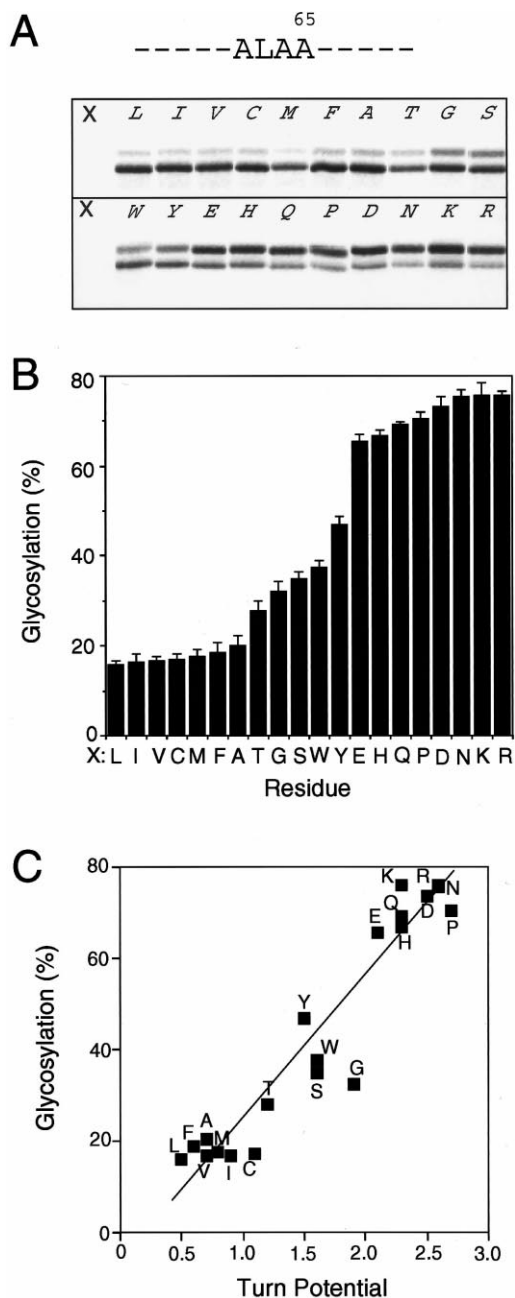 A
65
-----ALAA-----
X L I V C M F A T G S
X W Y E H Q P D N K R
B
80
60
40
20
0
Glycosylation (%)
X: L I V C M F A T G S W Y E H Q P D N K R
Residue
C
80
60
40
20
0
Glycosylation (%)
K R N
Q D P
E H
Y
W
S G
T
L F A M
V I C
0 0.5 1.0 1.5 2.0 2.5 3.0
Turn Potential